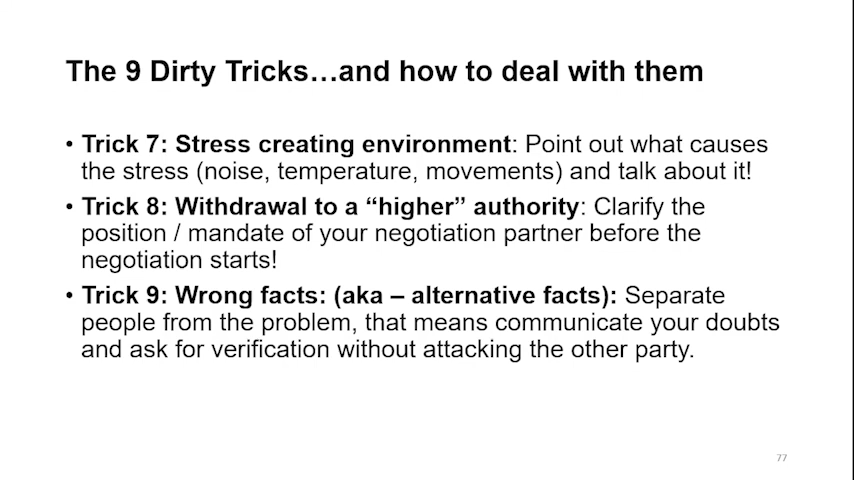 The 9 Dirty Tricks…and how to deal with them
• Trick 7: Stress creating environment: Point out what causes
the stress (noise, temperature, movements) and talk about it!
• Trick 8: Withdrawal to a “higher” authority: Clarify the
position / mandate of your negotiation partner before the
negotiation starts!
• Trick 9: Wrong facts: (aka – alternative facts): Separate
people from the problem, that means communicate your doubts
and ask for verification without attacking the other party.
77